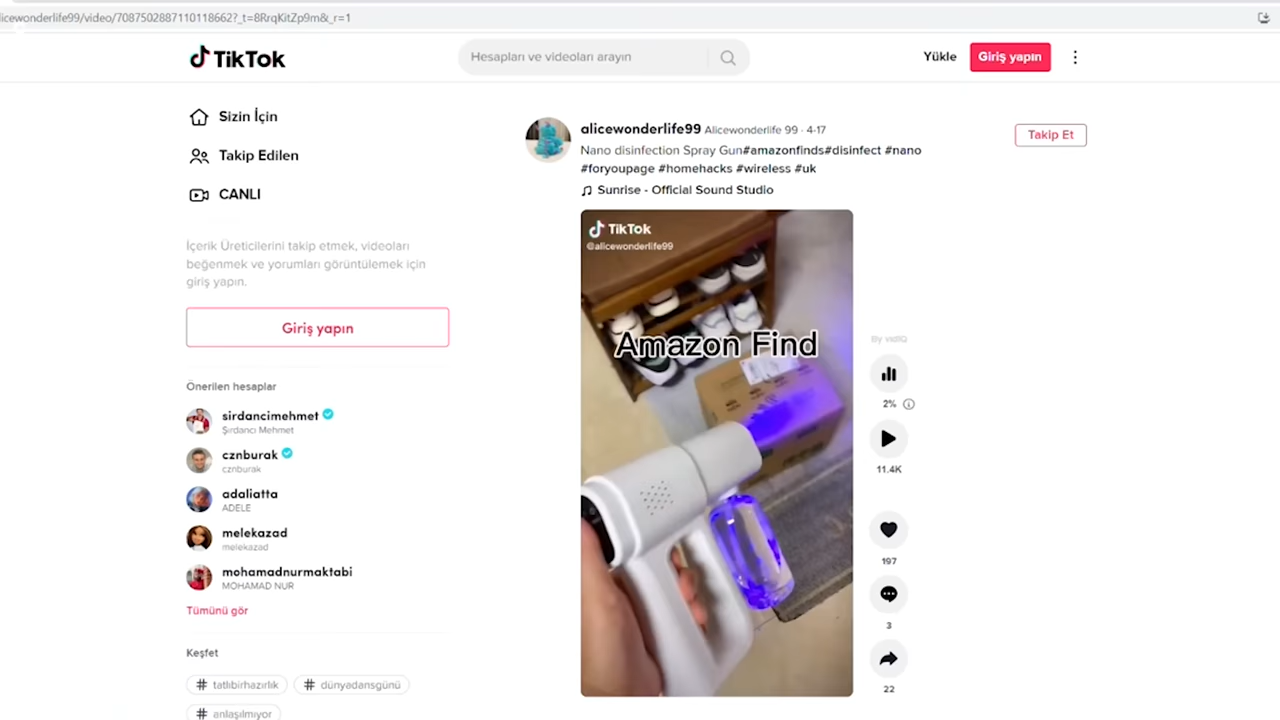 licewonderlife99/video/7087502887110118662?_t=8RrqKitZp9m&_r=1
TikTok
Hesapları ve videoları arayın
Yükle
Giriş yapın
Sizin İçin
Takip Edilen
CANLI
İçerik Üreticilerini takip etmek, videoları
beğenmek ve yorumları görüntülemek için
giriş yapın.
Giriş yapın
Önerilen hesaplar
sirdancimehmet
Şırdancı Mehmet
cznburak
cznburak
adaliatta
ADELE
melekazad
melekazad
mohamadnurmaktabi
MOHAMAD NUR
Tümünü gör
Keşfet
# tatlıbirhazırlık
# dünyadansgünü
# anlaşılmıyor
alicewonderlife99 Alicewonderlife 99 · 4-17
Takip Et
Nano disinfection Spray Gun#amazonfinds#disinfect #nano
#foryoupage #homehacks #wireless #uk
Sunrise - Official Sound Studio
TikTok
@alicewonderlife99
Amazon Find
By vidIQ
2%
11.4K
197
3
22